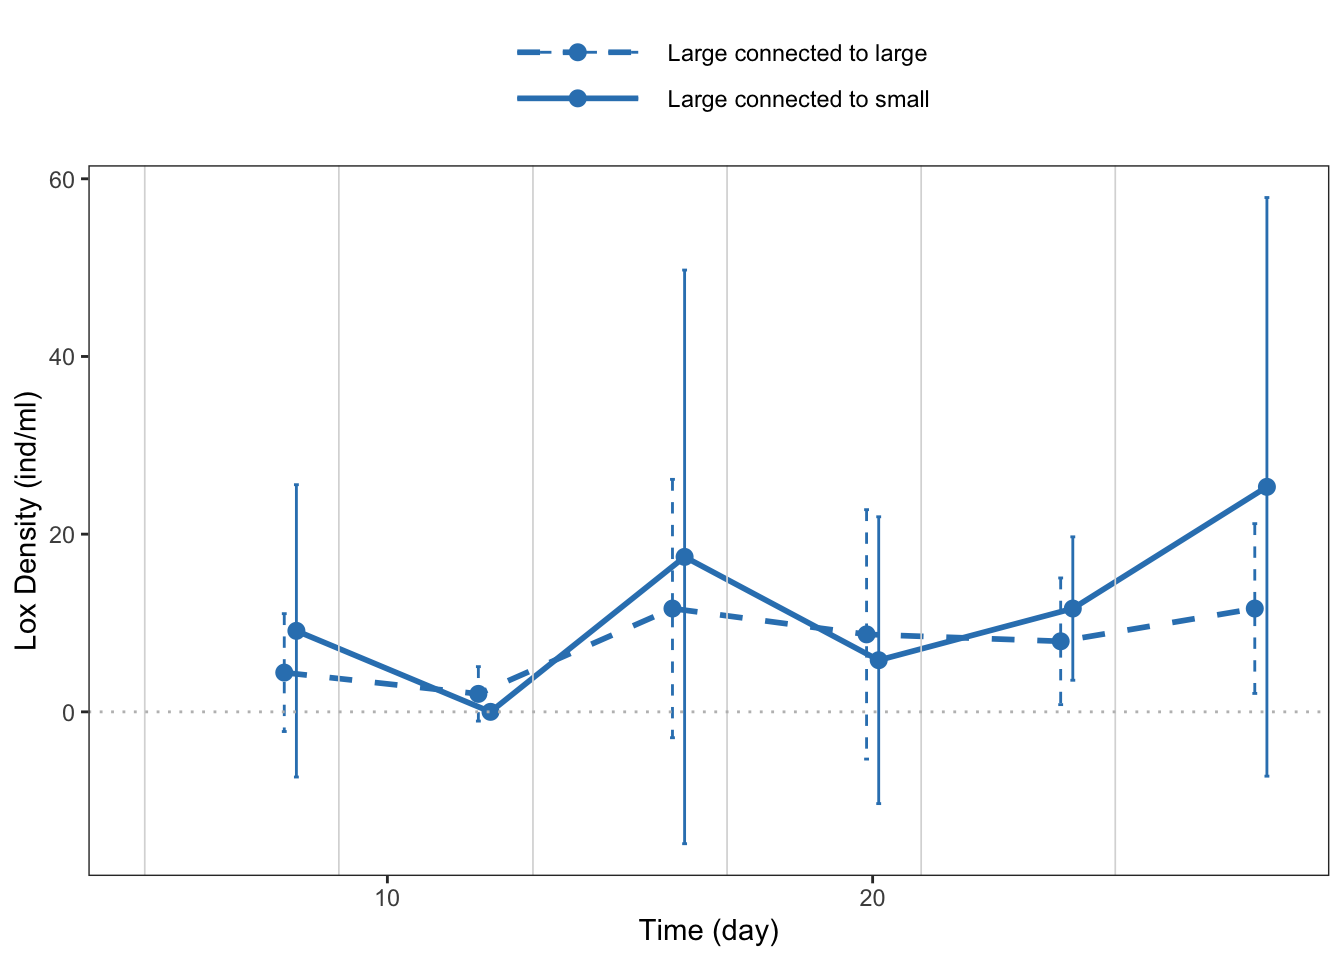 Large connected to large
Large connected to small
60
40
20
0
Lox Density (ind/ml)
10
20
Time (day)